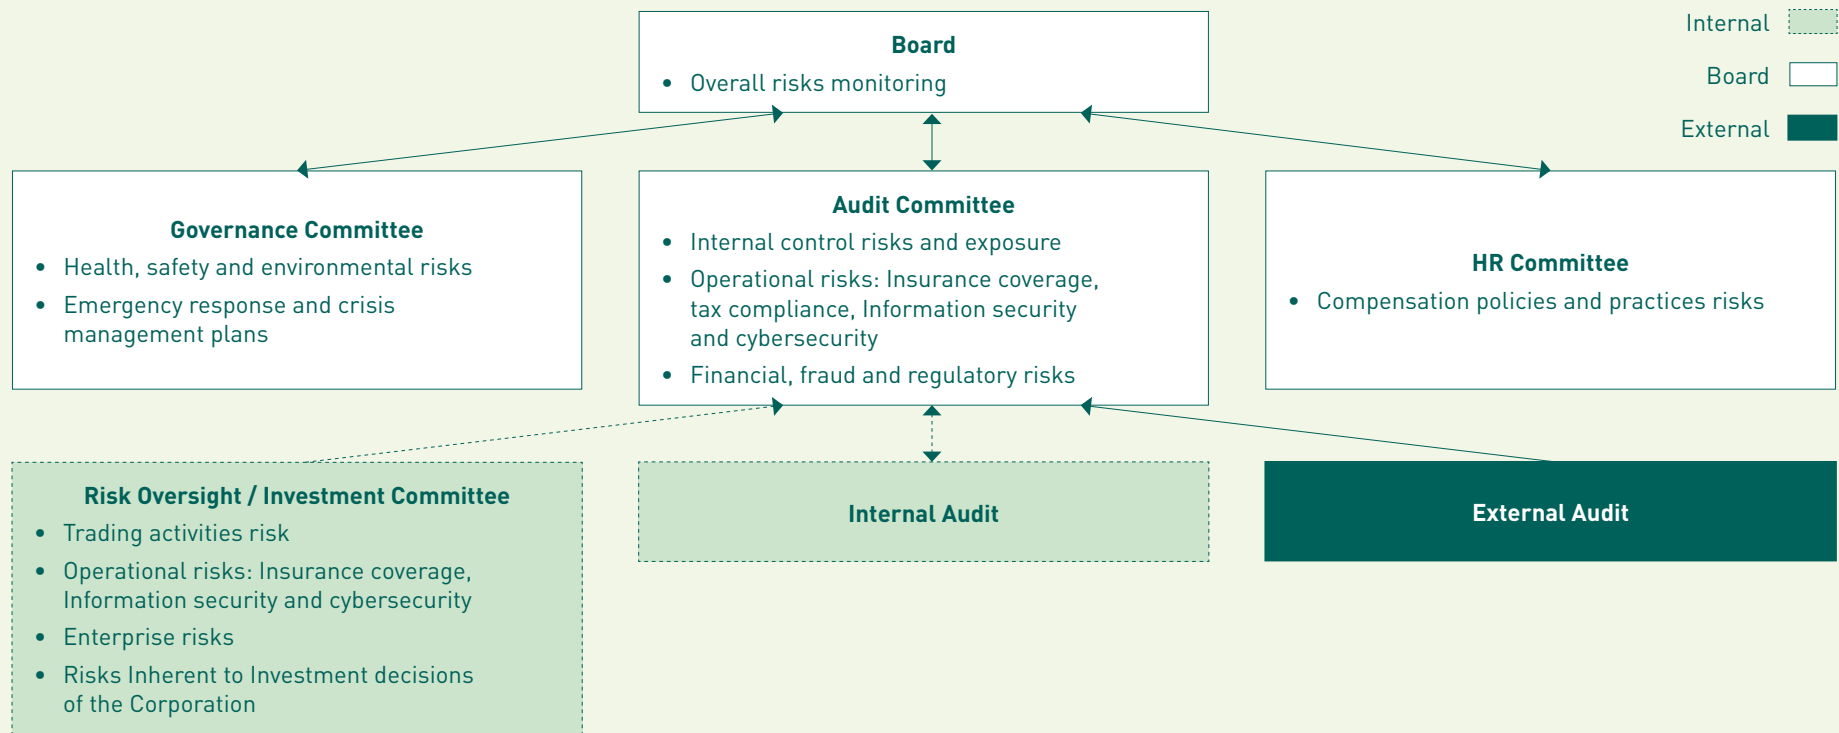 Board
• Overall risks monitoring
Internal
Board
External
Governance Committee
• Health, safety and environmental risks
• Emergency response and crisis
management plans
Audit Committee
• Internal control risks and exposure
• Operational risks: Insurance coverage,
tax compliance, Information security
and cybersecurity
• Financial, fraud and regulatory risks
HR Committee
• Compensation policies and practices risks
Risk Oversight / Investment Committee
• Trading activities risk
• Operational risks: Insurance coverage,
Information security and cybersecurity
• Enterprise risks
• Risks Inherent to Investment decisions
of the Corporation
Internal Audit
External Audit